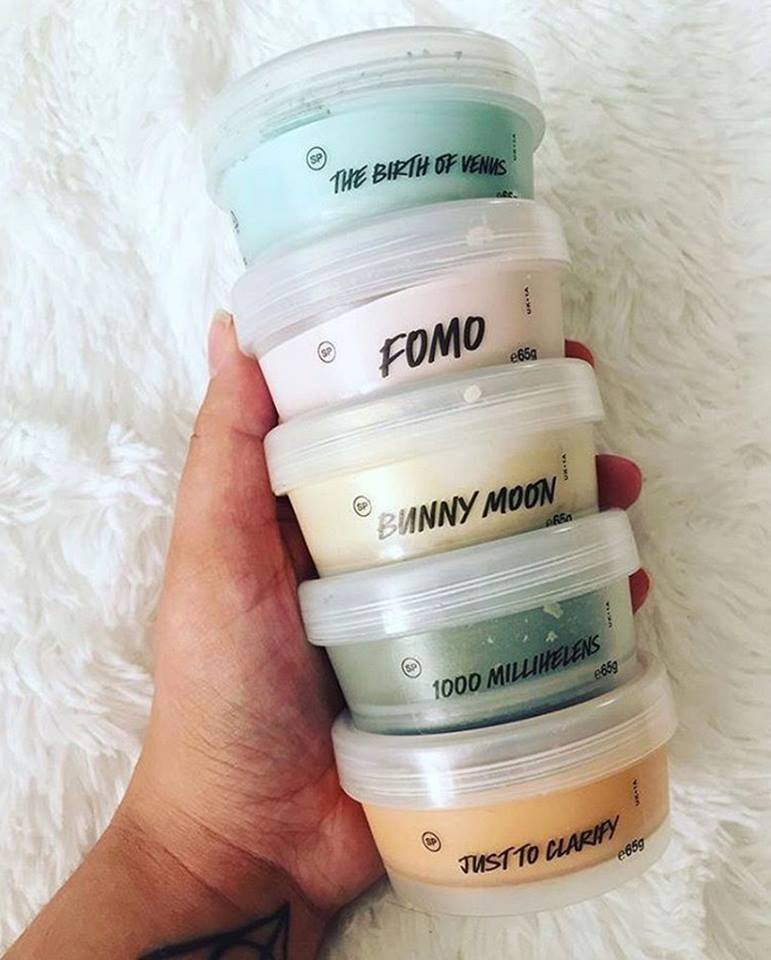 SP THE BIRTH OF VENUS
SP FOMO
e65g
SP BUNNY MOON
e65g
SP 1000 MILLIHELENS
e65g
SP JUST TO CLARIFY
e65g